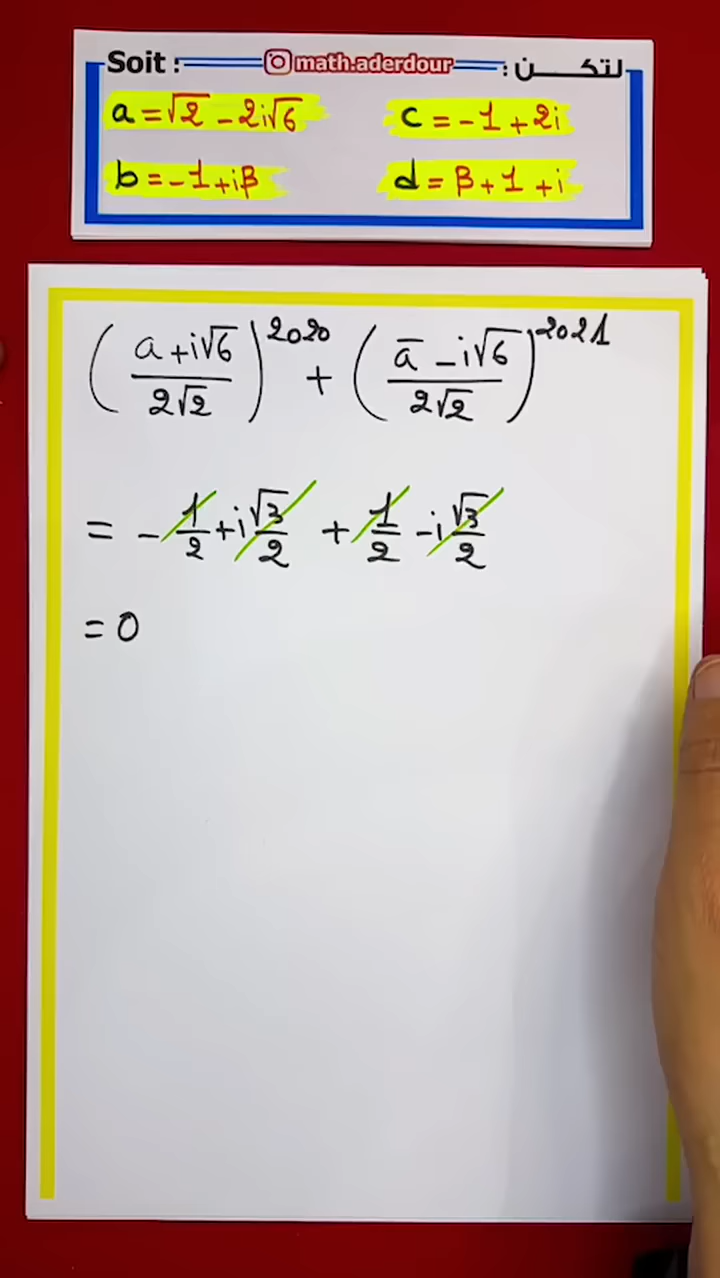 Soit : math.aderdour لتكن :
a = √2 - 2i√6 c = -1 + 2i
b = -1 + iβ d = β + 1 + i
((a + i√6)/(2√2))^2020 + ((ā - i√6)/(2√2))^2021
= - 1/2 + i √3/2 + 1/2 - i √3/2
= 0